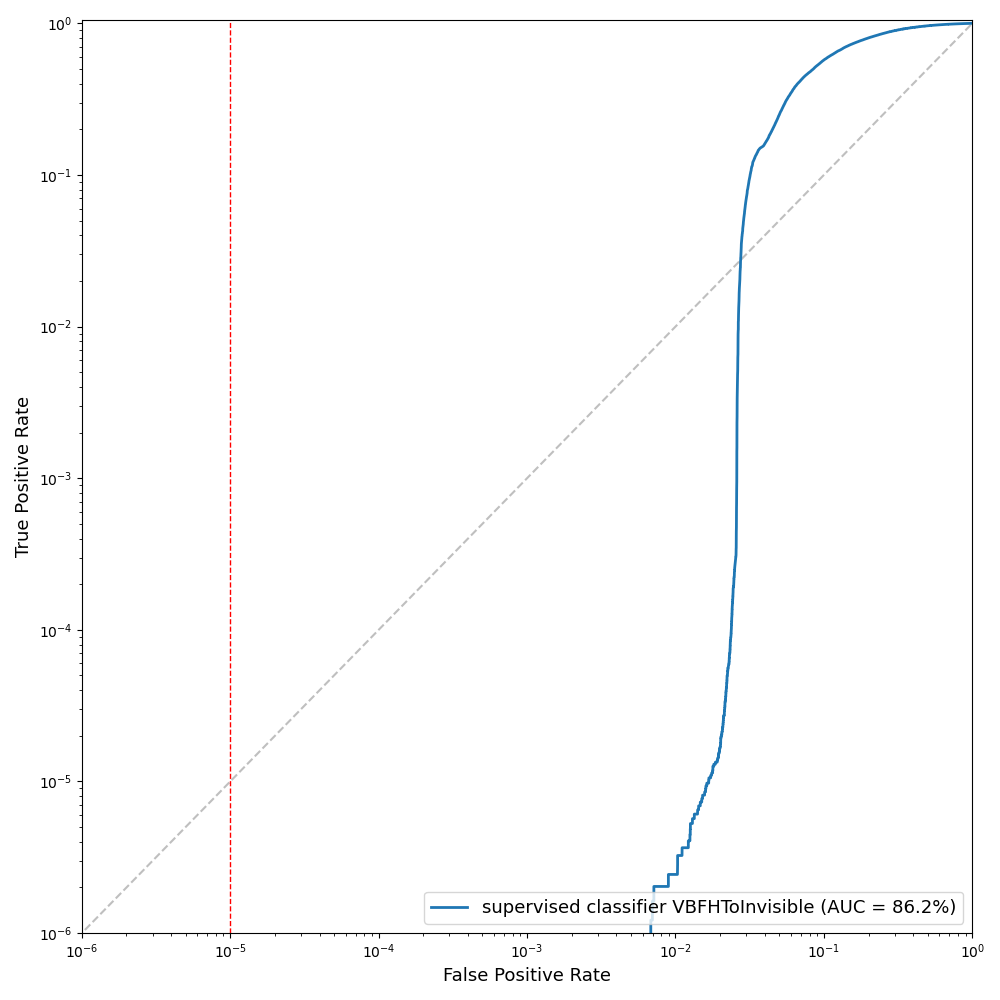 10⁰
10⁻¹
10⁻²
10⁻³
10⁻⁴
10⁻⁵
10⁻⁶
True Positive Rate
supervised classifier VBFHToInvisible (AUC = 86.2%)
10⁻⁶ 10⁻⁵ 10⁻⁴ 10⁻³ 10⁻² 10⁻¹ 10⁰
False Positive Rate